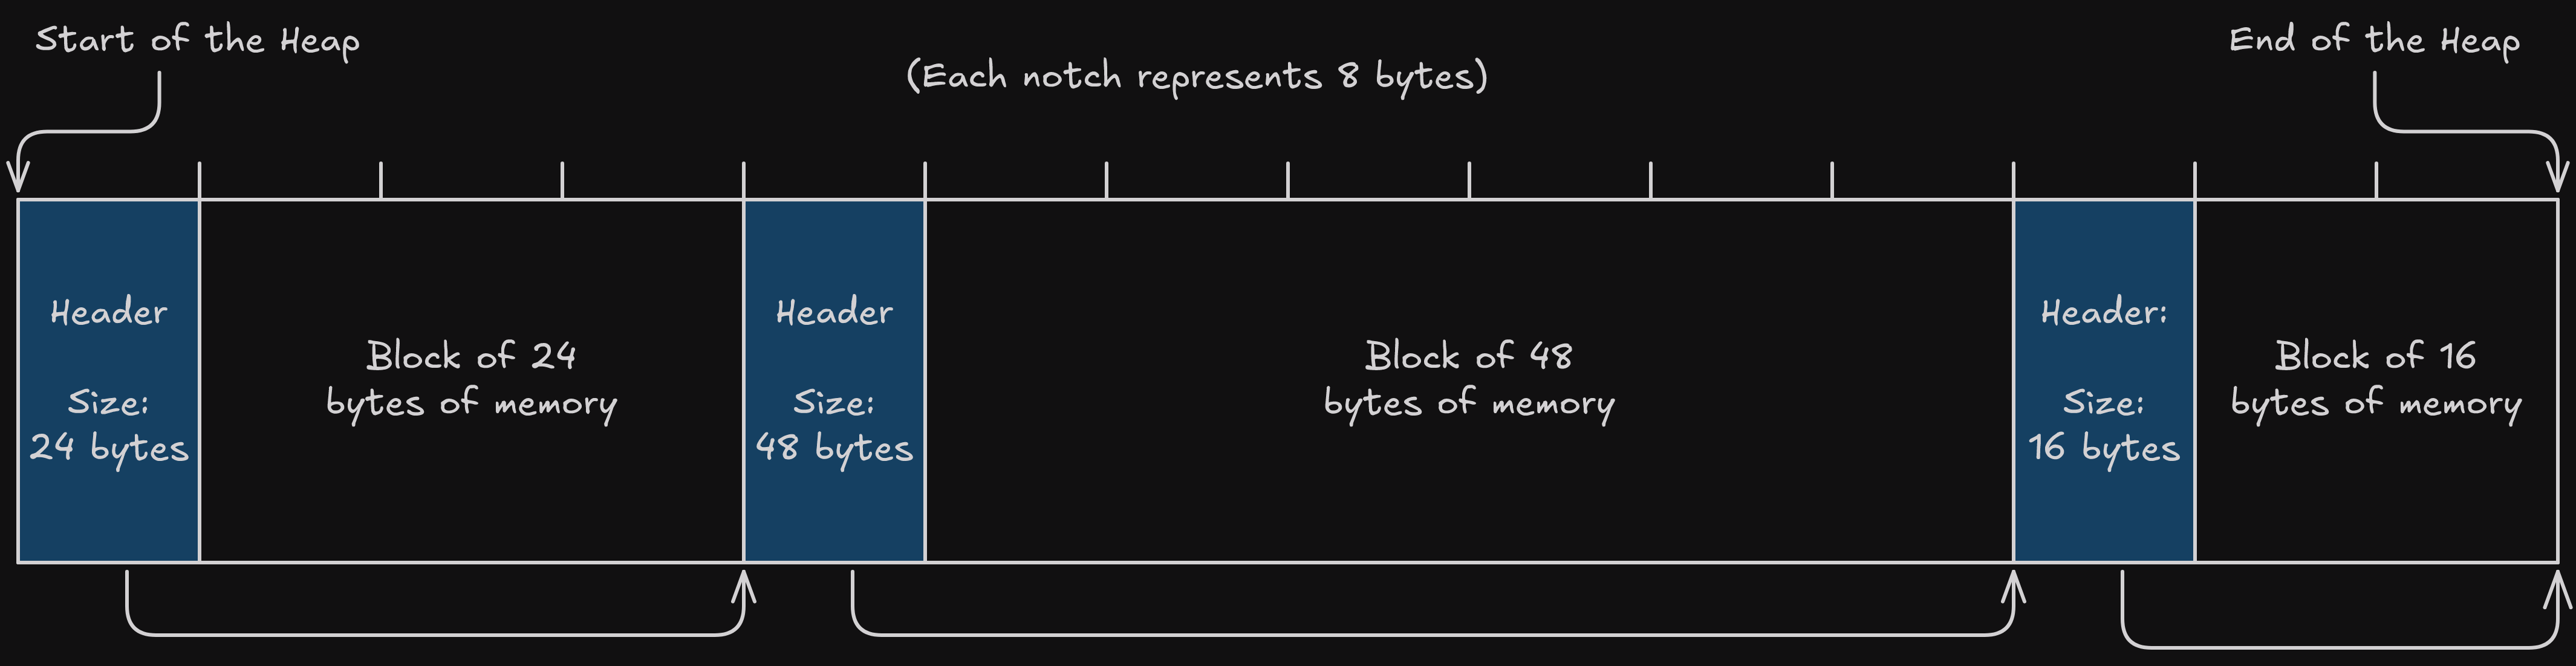 Start of the Heap
(Each notch represents 8 bytes)
End of the Heap
Header
Size:
24 bytes
Block of 24
bytes of memory
Header
Size:
48 bytes
Block of 48
bytes of memory
Header:
Size:
16 bytes
Block of 16
bytes of memory